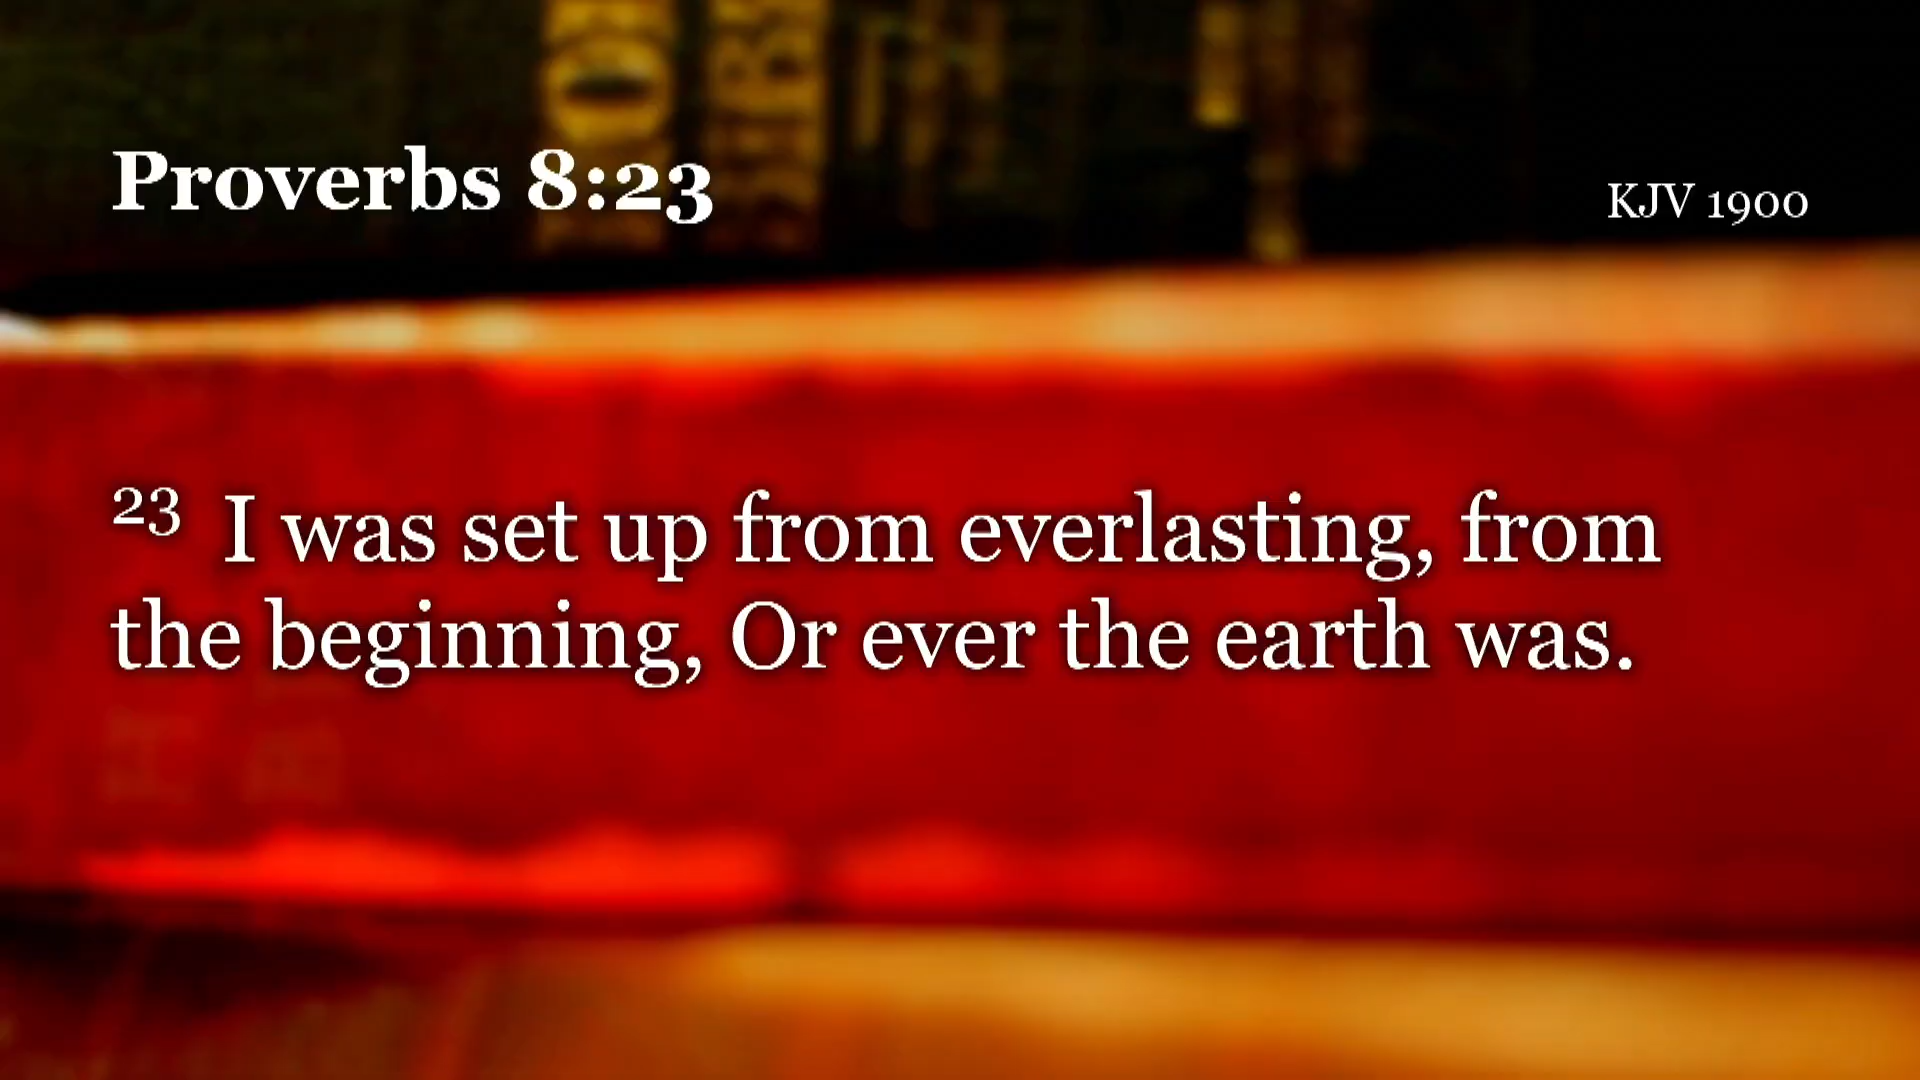 Proverbs 8:23
KJV 1900
23 I was set up from everlasting, from
the beginning, Or ever the earth was.